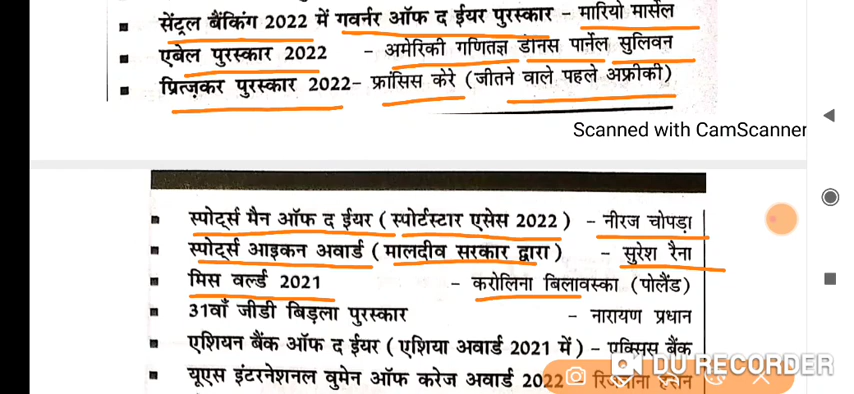 सेंट्रल बैंकिंग 2022 में गवर्नर ऑफ द ईयर पुरस्कार - मारियो मार्सेल
एबेल पुरस्कार 2022 - अमेरिकी गणितज्ञ डेनिस पार्नेल सुलिवन
प्रित्ज़कर पुरस्कार 2022- फ्रांसिस केरे (जीतने वाले पहले अफ्रीकी)
Scanned with CamScanner
स्पोर्ट्स मैन ऑफ द ईयर (स्पोर्टस्टार एसेस 2022) - नीरज चोपड़ा
स्पोर्ट्स आइकन अवार्ड (मालदीव सरकार द्वारा) - सुरेश रैना
मिस वर्ल्ड 2021 - करोलिना बिलावस्का (पोलैंड)
31वाँ जीडी बिड़ला पुरस्कार - नारायण प्रधान
एशियन बैंक ऑफ द ईयर (एशिया अवार्ड 2021 में) - एक्सिस बैंक
DU RECORDER
यूएस इंटरनेशनल वुमेन ऑफ करेज अवार्ड 2022 - हसन